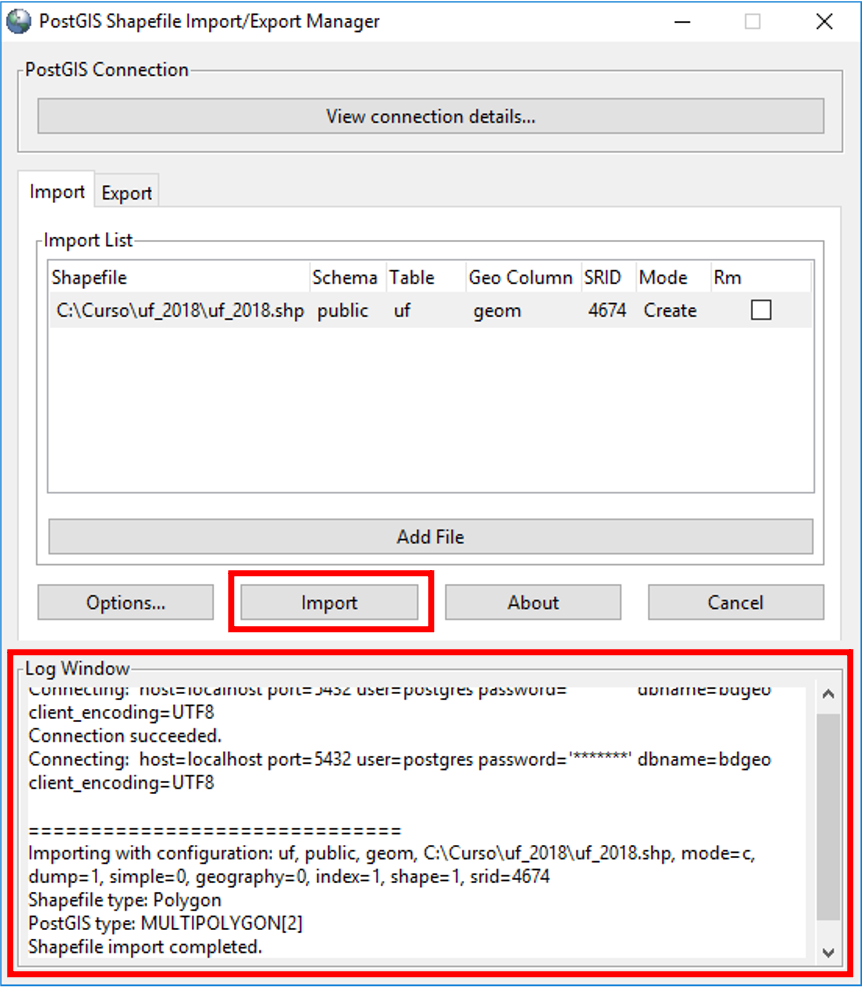 PostGIS Shapefile Import/Export Manager
PostGIS Connection
View connection details...
Import Export
Import List
Shapefile Schema Table Geo Column SRID Mode Rm
C:\Curso\uf_2018\uf_2018.shp public uf geom 4674 Create
Add File
Options... Import About Cancel
Log Window
Connecting: host=localhost port=5432 user=postgres password= dbname=bdgeo
client_encoding=UTF8
Connection succeeded.
Connecting: host=localhost port=5432 user=postgres password='*******' dbname=bdgeo
client_encoding=UTF8
==============================
Importing with configuration: uf, public, geom, C:\Curso\uf_2018\uf_2018.shp, mode=c,
dump=1, simple=0, geography=0, index=1, shape=1, srid=4674
Shapefile type: Polygon
PostGIS type: MULTIPOLYGON[2]
Shapefile import completed.